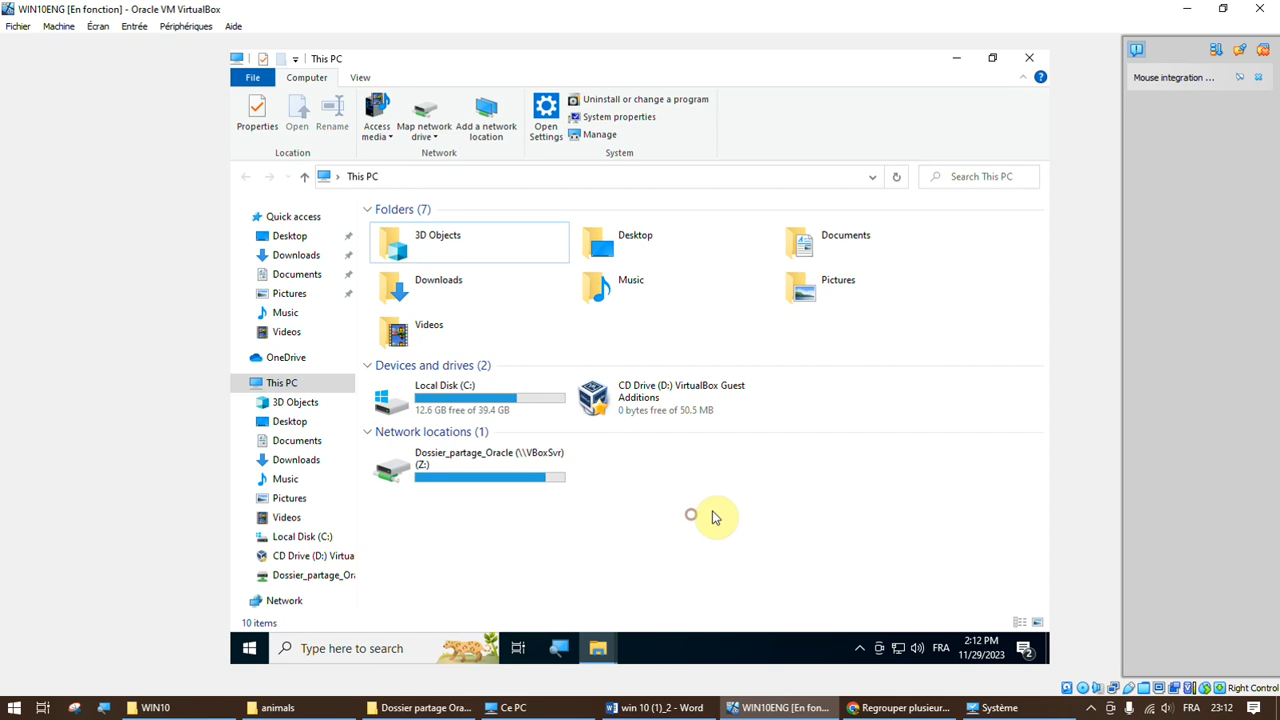 WIN10ENG [En fonction] - Oracle VM VirtualBox
Fichier Machine Écran Entrée Périphériques Aide
This PC
File Computer View
Properties Open Rename Access media Map network drive Add a network location Open Settings
Uninstall or change a program
System properties
Manage
Location Network System
This PC
Search This PC
Quick access
Desktop
Downloads
Documents
Pictures
Music
Videos
OneDrive
This PC
3D Objects
Desktop
Documents
Downloads
Music
Pictures
Videos
Local Disk (C:)
CD Drive (D:) Virtua
Dossier_partage_Ora
Network
Folders (7)
3D Objects Desktop Documents
Downloads Music Pictures
Videos
Devices and drives (2)
Local Disk (C:)
12.6 GB free of 39.4 GB
CD Drive (D:) VirtualBox Guest
Additions
0 bytes free of 50.5 MB
Network locations (1)
Dossier_partage_Oracle (\\VBoxSvr)
(Z:)
10 items
Mouse integration ...
Type here to search
FRA
2:12 PM
11/29/2023
2
Right Control
WIN10 animals Dossier partage Ora... Ce PC win 10 (1)_2 - Word WIN10ENG [En fon... Regrouper plusieur... Système FRA 23:12